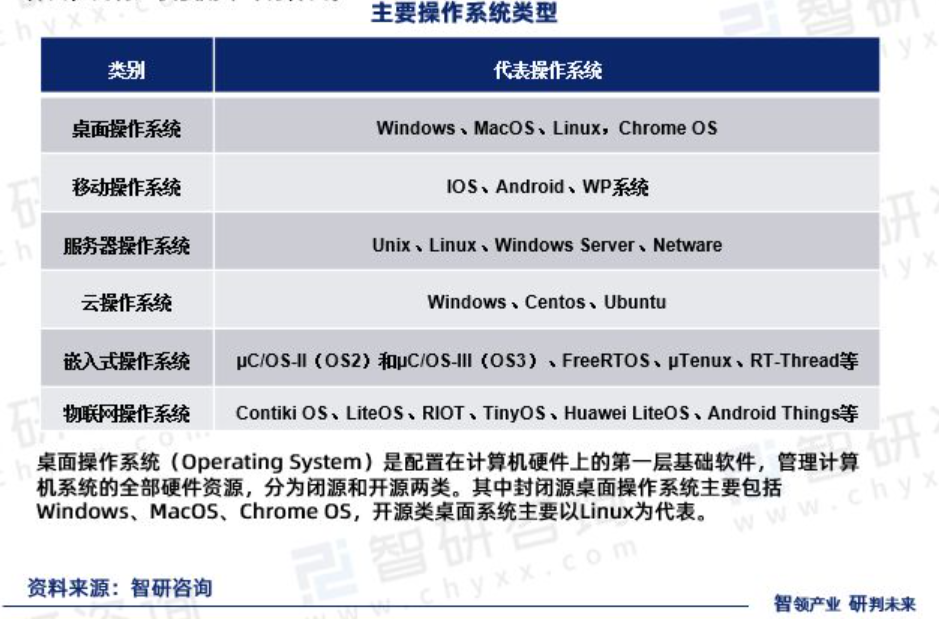 主要操作系统类型
类别 代表操作系统
桌面操作系统 Windows、MacOS、Linux，Chrome OS
移动操作系统 IOS、Android、WP系统
服务器操作系统 Unix、Linux、Windows Server、Netware
云操作系统 Windows、Centos、Ubuntu
嵌入式操作系统 μC/OS-II（OS2）和μC/OS-III（OS3）、FreeRTOS、μTenux、RT-Thread等
物联网操作系统 Contiki OS、LiteOS、RIOT、TinyOS、Huawei LiteOS、Android Things等
桌面操作系统（Operating System）是配置在计算机硬件上的第一层基础软件，管理计算
机系统的全部硬件资源，分为闭源和开源两类。其中封闭源桌面操作系统主要包括
Windows、MacOS、Chrome OS，开源类桌面系统主要以Linux为代表。
智研咨询
www.chyxx.com
资料来源：智研咨询
智领产业 研判未来